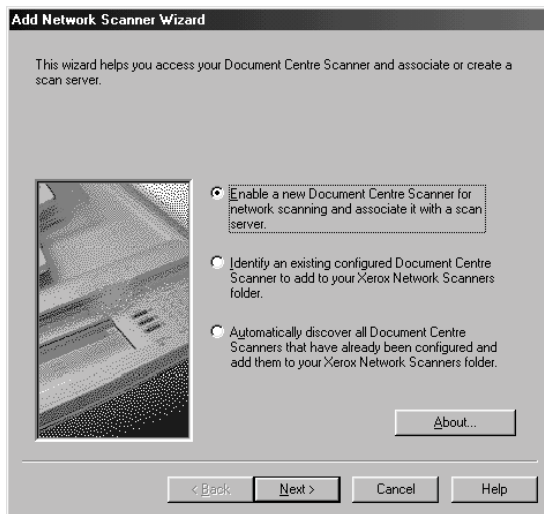 Add Network Scanner Wizard
This wizard helps you access your Document Centre Scanner and associate or create a
scan server.
Enable a new Document Centre Scanner for
network scanning and associate it with a scan
server.
Identify an existing configured Document Centre
Scanner to add to your Xerox Network Scanners
folder.
Automatically discover all Document Centre
Scanners that have already been configured and
add them to your Xerox Network Scanners folder.
About...
< Back Next > Cancel Help